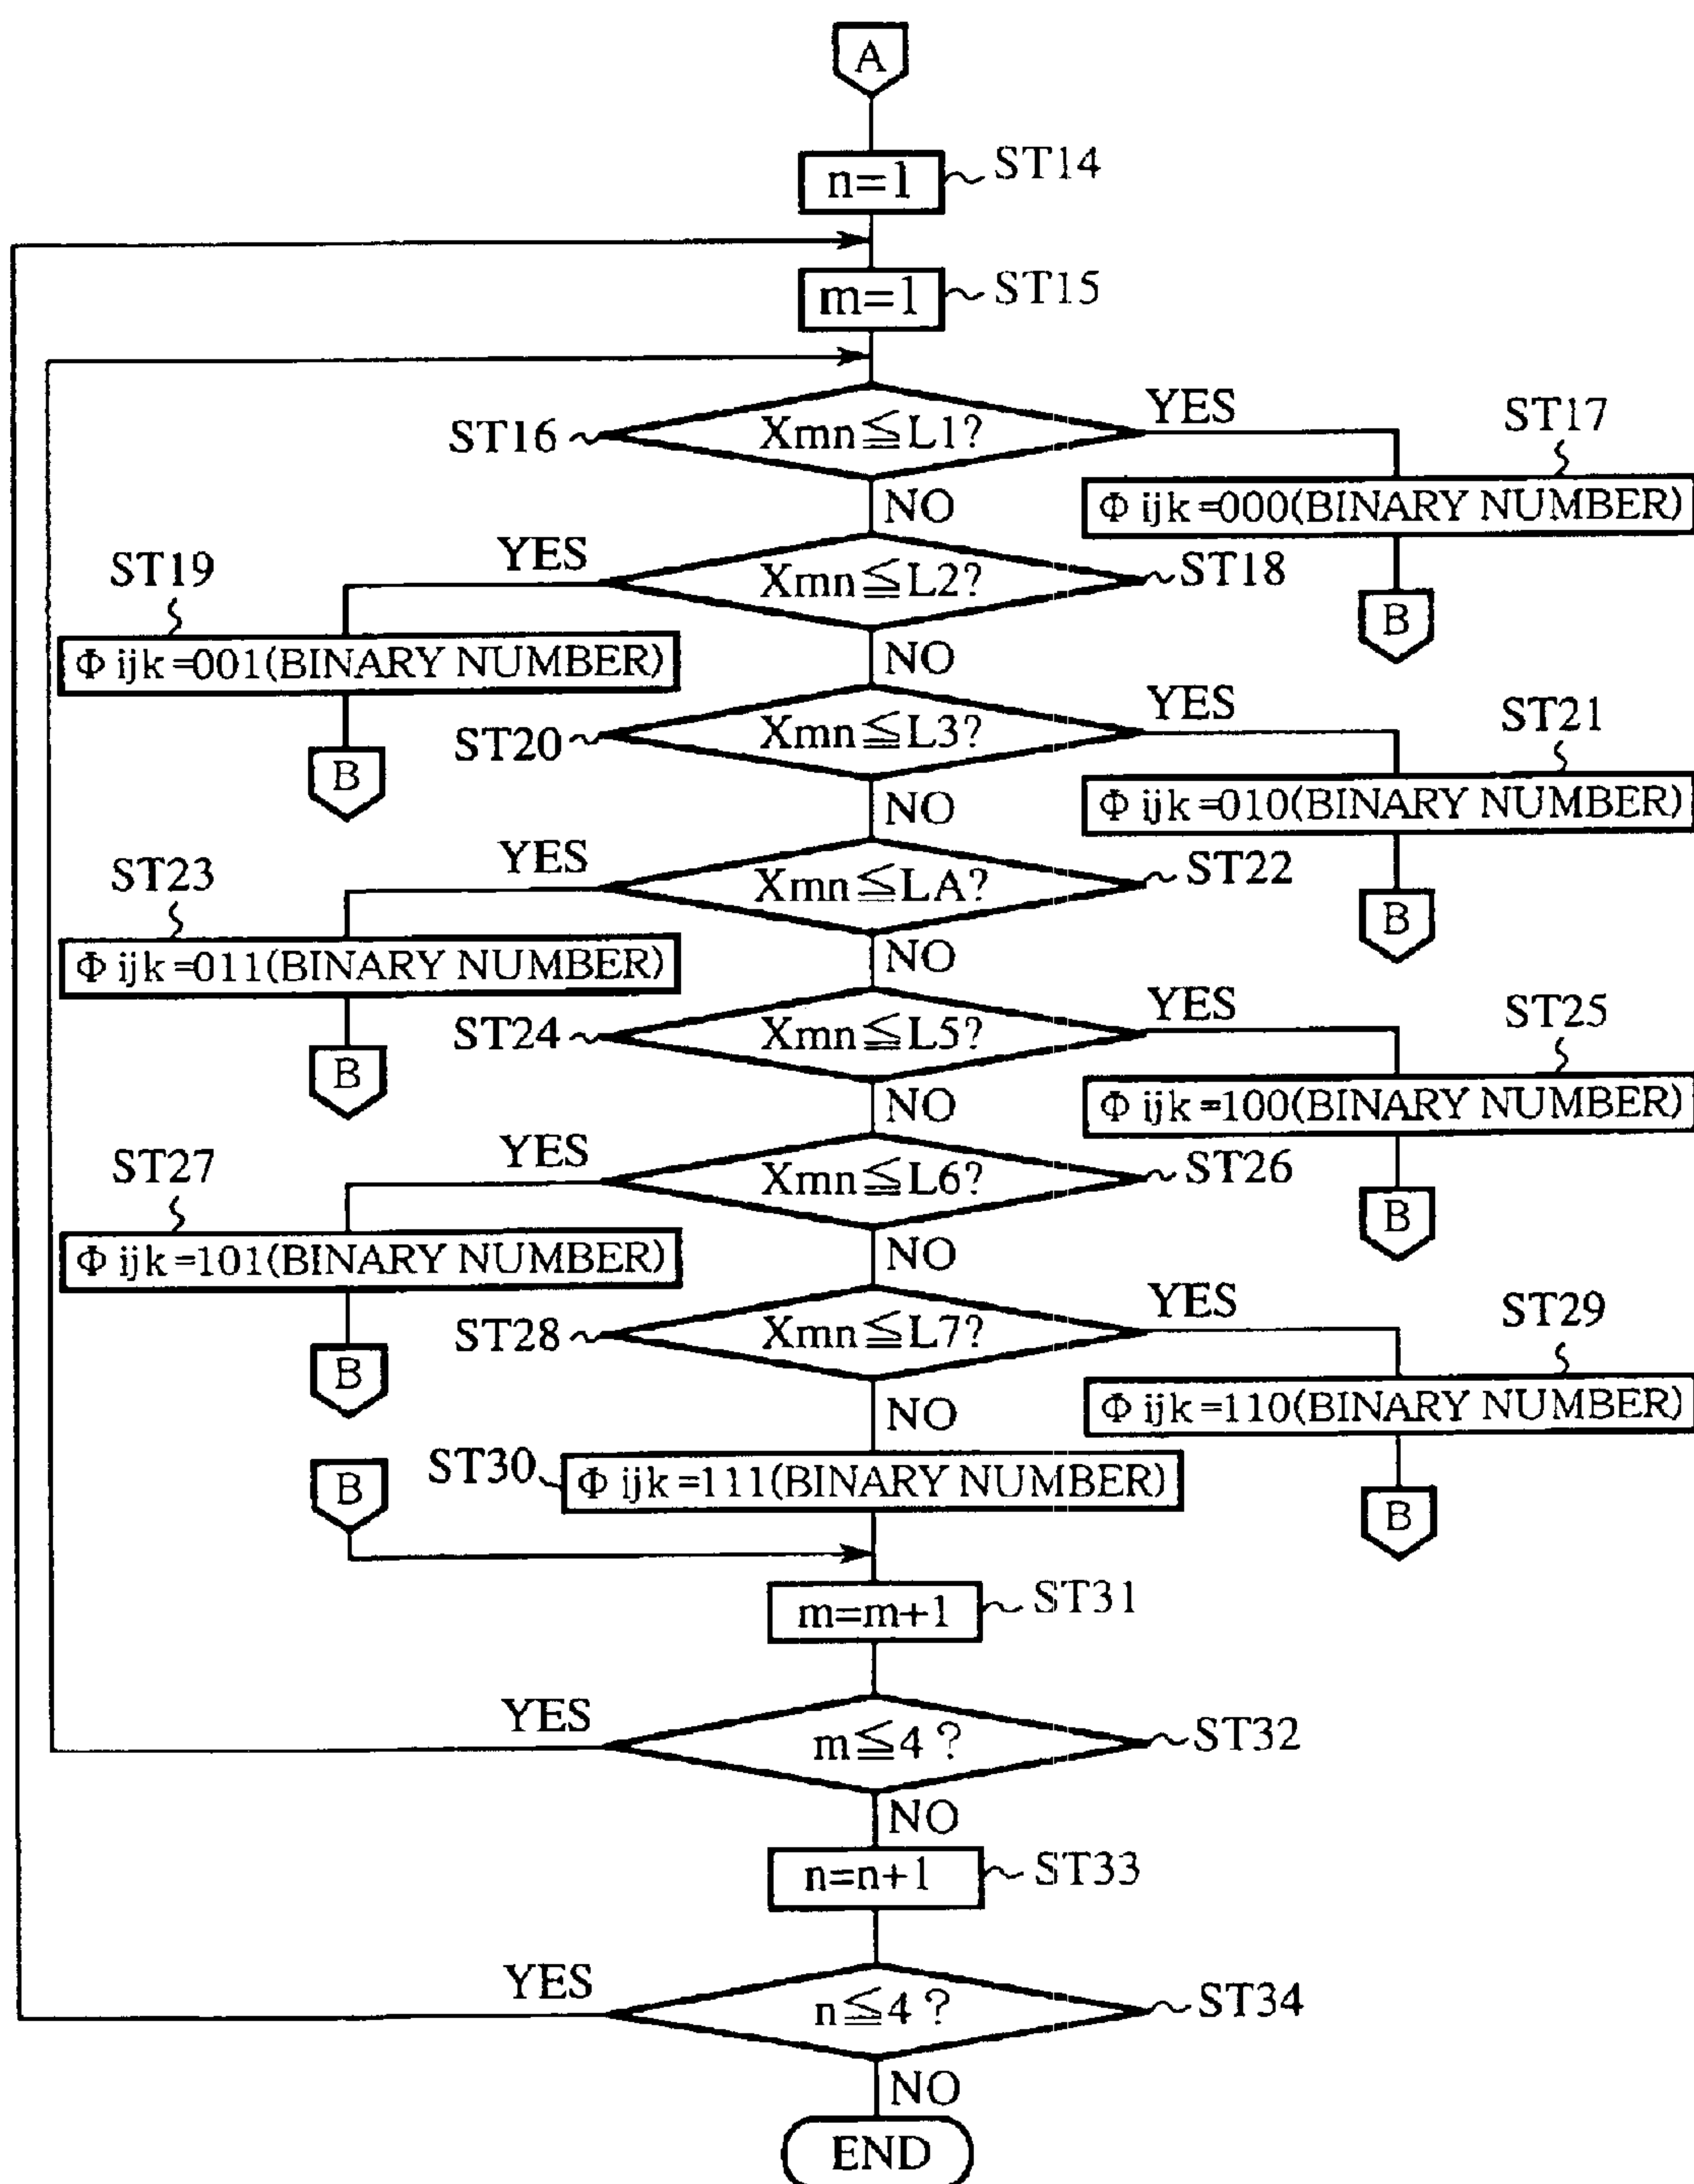 A
n=1 ST14
m=1 ST15
ST16 Xmn≦L1? YES ST17
NO Φ ijk=000(BINARY NUMBER)
ST19 YES Xmn≦L2? ST18 B
Φ ijk=001(BINARY NUMBER) NO
ST20 Xmn≦L3? YES ST21
B NO Φ ijk=010(BINARY NUMBER)
ST23 YES Xmn≦LA? ST22 B
Φ ijk=011(BINARY NUMBER) NO
ST24 Xmn≦L5? YES ST25
B NO Φ ijk=100(BINARY NUMBER)
ST27 YES Xmn≦L6? ST26 B
Φ ijk=101(BINARY NUMBER) NO
ST28 Xmn≦L7? YES ST29
B NO Φ ijk=110(BINARY NUMBER)
B ST30 Φ ijk=111(BINARY NUMBER) B
m=m+1 ST31
YES m≦4 ? ST32
NO
n=n+1 ST33
YES n≦4 ? ST34
NO
END